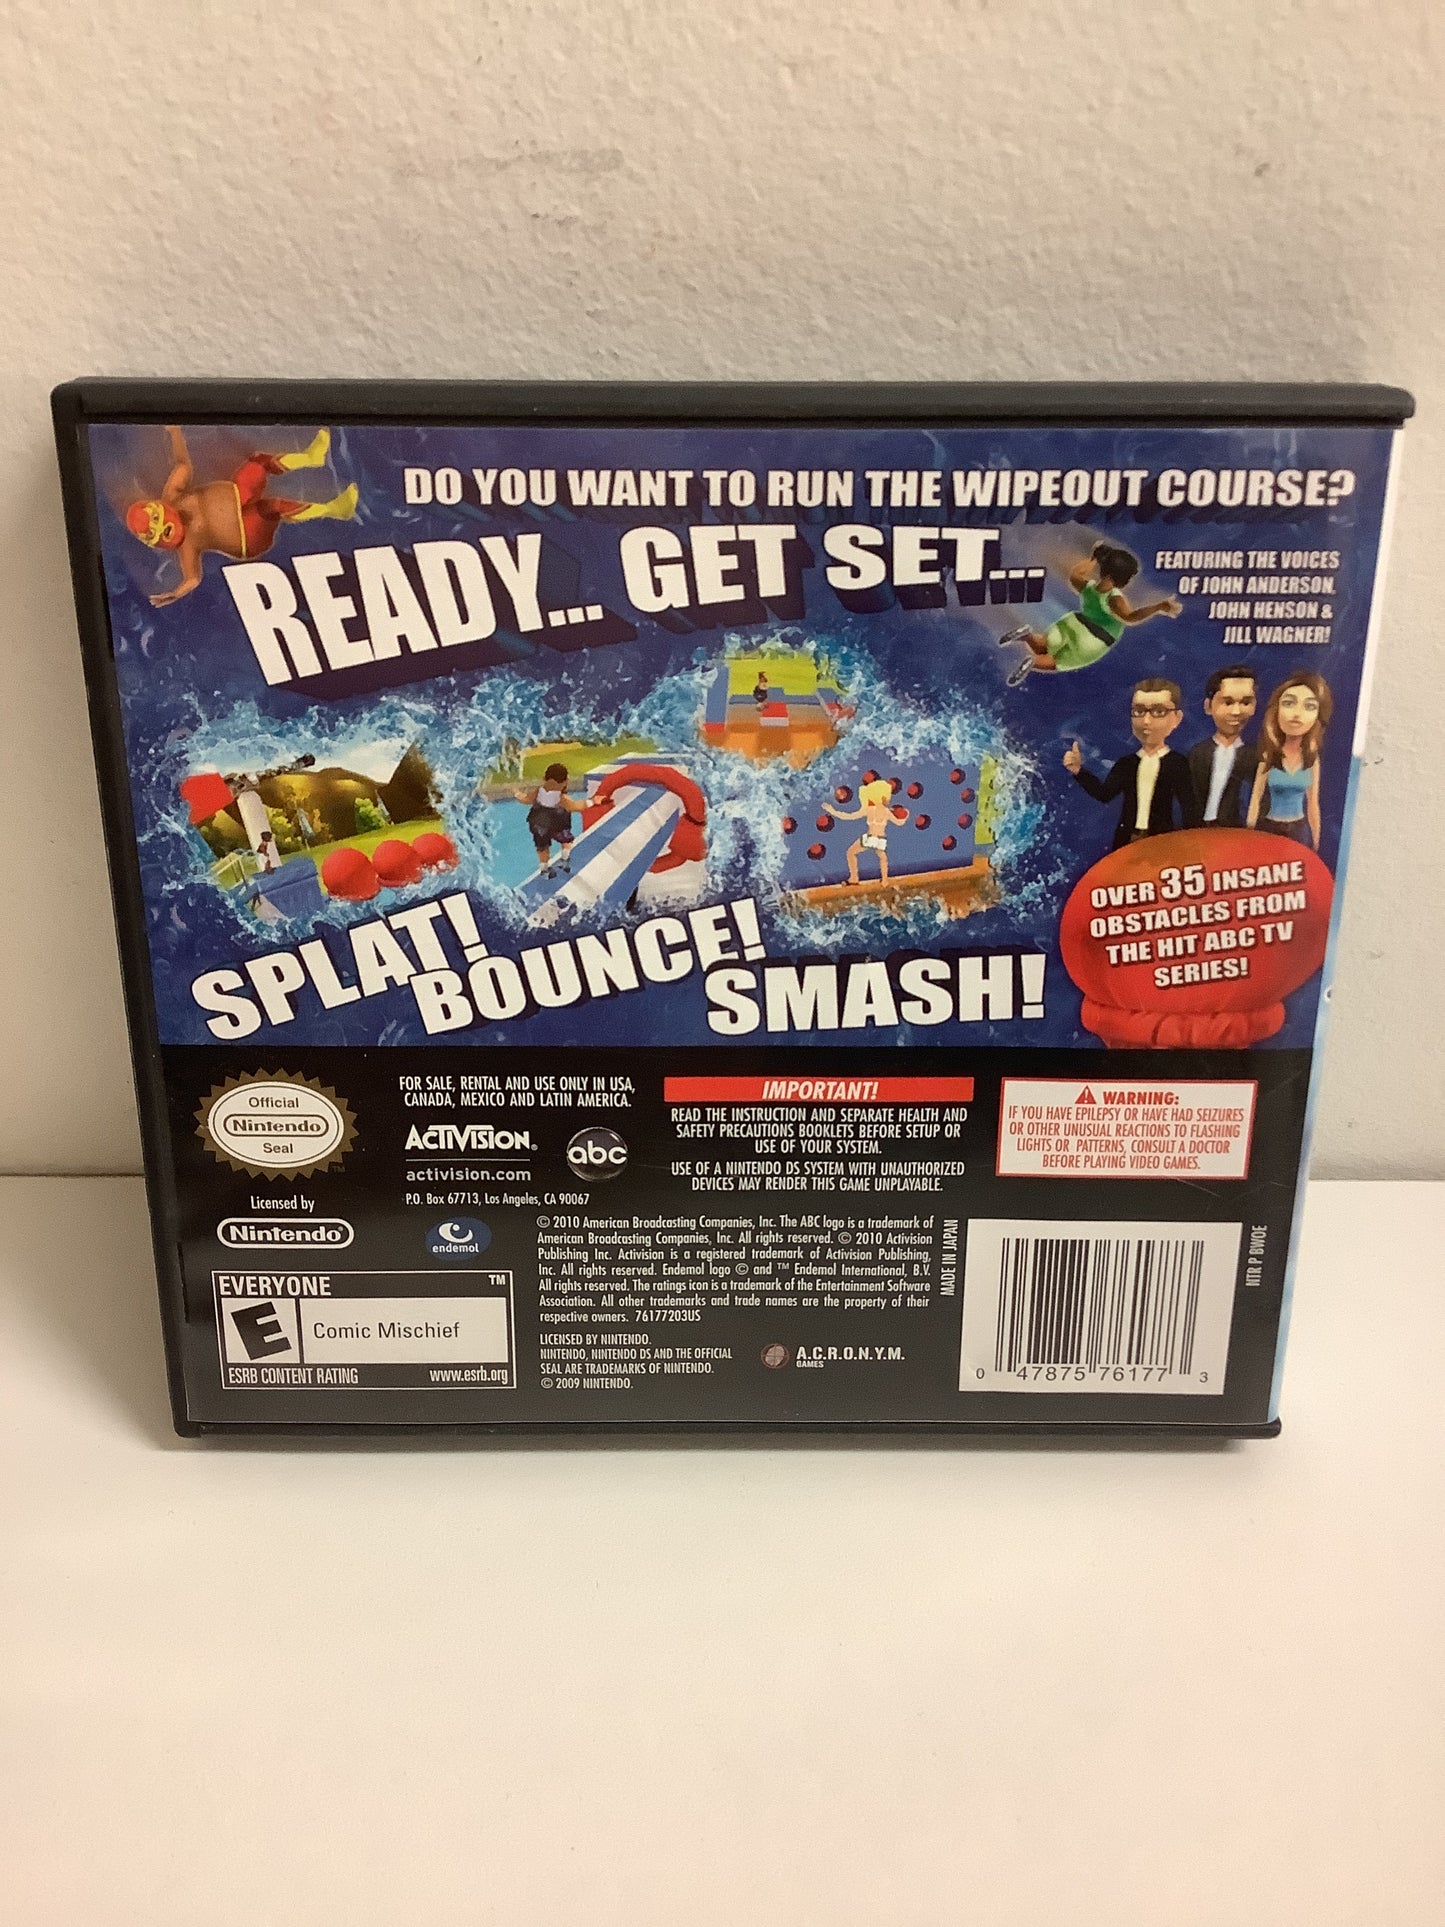 DO YOU WANT TO RUN THE WIPEOUT COURSE?
READY... GET SET...
FEATURING THE VOICES
OF JOHN ANDERSON,
JOHN HENSON &
JILL WAGNER!
SPLAT!
BOUNCE!
SMASH!
OVER 35 INSANE
OBSTACLES FROM
THE HIT ABC TV
SERIES!
Official
Nintendo
Seal
TM
Licensed by
Nintendo®
FOR SALE, RENTAL AND USE ONLY IN USA,
CANADA, MEXICO AND LATIN AMERICA.
ACTIVISION®
activision.com
abc
P.O. Box 67713, Los Angeles, CA 90067
endemol
IMPORTANT!
READ THE INSTRUCTION AND SEPARATE HEALTH AND
SAFETY PRECAUTIONS BOOKLETS BEFORE SETUP OR
USE OF YOUR SYSTEM.
USE OF A NINTENDO DS SYSTEM WITH UNAUTHORIZED
DEVICES MAY RENDER THIS GAME UNPLAYABLE.
WARNING:
IF YOU HAVE EPILEPSY OR HAVE HAD SEIZURES
OR OTHER UNUSUAL REACTIONS TO FLASHING
LIGHTS OR PATTERNS, CONSULT A DOCTOR
BEFORE PLAYING VIDEO GAMES.
EVERYONE
TM
E
Comic Mischief
ESRB CONTENT RATING
www.esrb.org
© 2010 American Broadcasting Companies, Inc. The ABC logo is a trademark of
American Broadcasting Companies, Inc. All rights reserved. © 2010 Activision
Publishing Inc. Activision is a registered trademark of Activision Publishing,
Inc. All rights reserved. Endemol logo © and ™ Endemol International, B.V.
All rights reserved. The ratings icon is a trademark of the Entertainment Software
Association. All other trademarks and trade names are the property of their
respective owners. 76177203US
LICENSED BY NINTENDO.
NINTENDO, NINTENDO DS AND THE OFFICIAL
SEAL ARE TRADEMARKS OF NINTENDO.
© 2009 NINTENDO.
A.C.R.O.N.Y.M.
GAMES
MADE IN JAPAN
0 47875 76177 3
NTR P BWOE